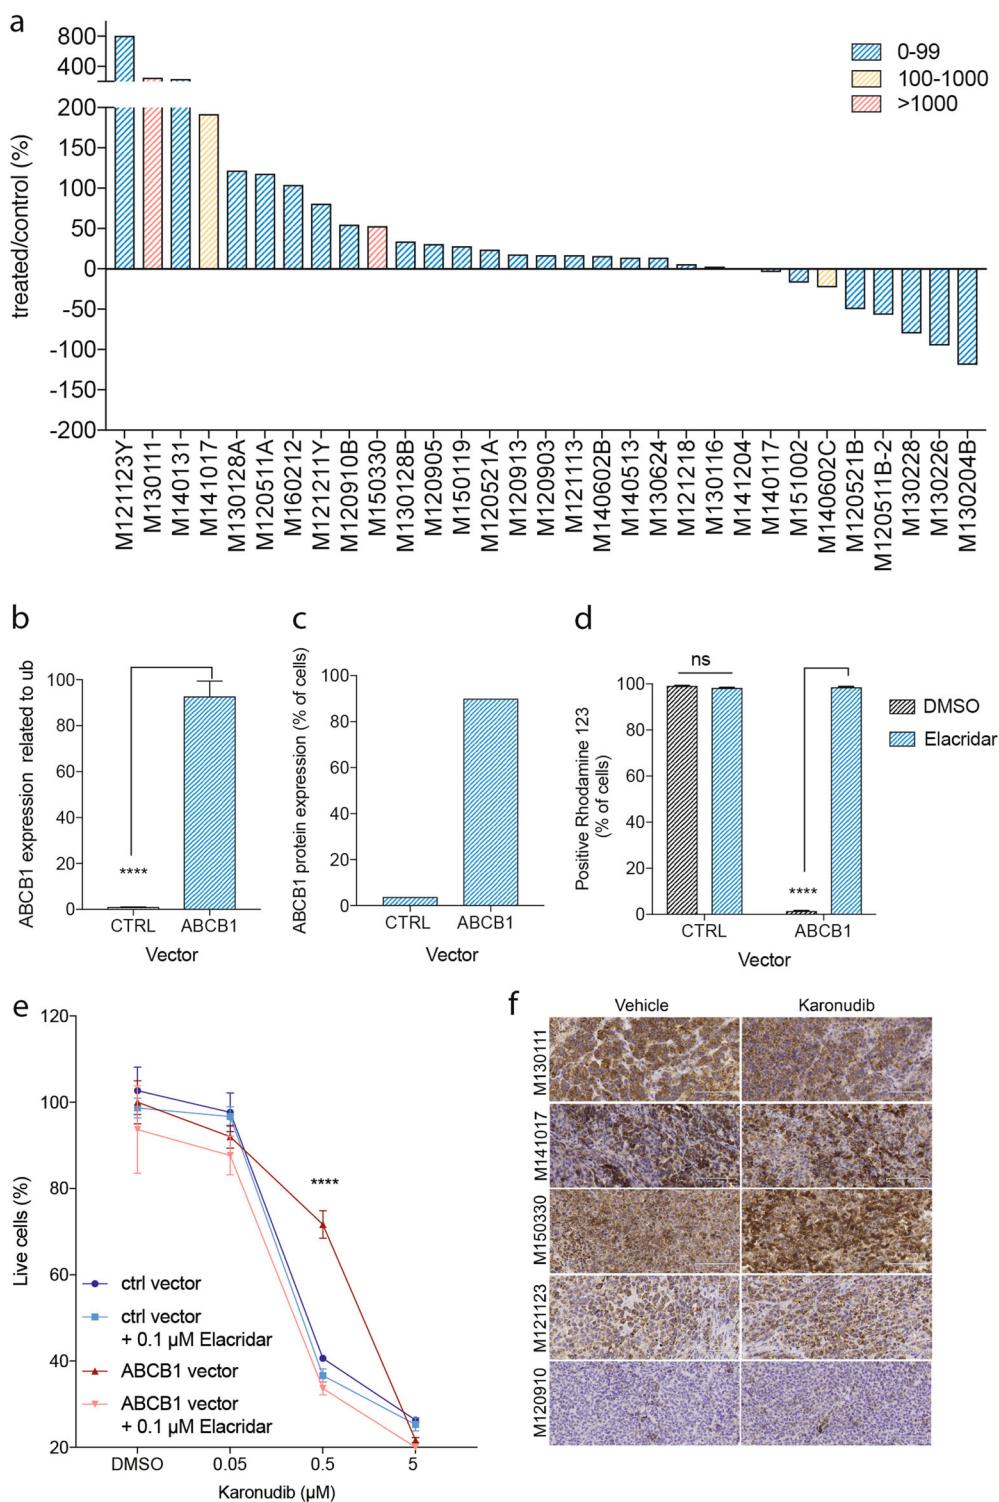 a
treated/control (%)
800
400
200
150
100
50
0
-50
-100
-150
-200
0-99
100-1000
>1000
M121123Y
M130111
M140131
M141017
M130128A
M120511A
M160212
M121211Y
M120910B
M150330
M130128B
M120905
M150119
M120521A
M120913
M120903
M121113
M140602B
M140513
M130624
M121218
M130116
M141204
M140117
M151002
M140602C
M120521B
M120511B-2
M130228
M130226
M130204B
b
ABCB1 expression related to ub
100
80
60
40
20
0
****
CTRL ABCB1
Vector
c
ABCB1 protein expression (% of cells)
100
80
60
40
20
0
CTRL ABCB1
Vector
d
Positive Rhodamine 123
(% of cells)
100
80
60
40
20
0
ns
****
CTRL ABCB1
Vector
DMSO
Elacridar
e
Live cells (%)
120
100
80
60
40
20
****
ctrl vector
ctrl vector
+ 0.1 µM Elacridar
ABCB1 vector
ABCB1 vector
+ 0.1 µM Elacridar
DMSO 0.05 0.5 5
Karonudib (µM)
f
Vehicle Karonudib
M130111
M141017
M150330
M121123
M120910